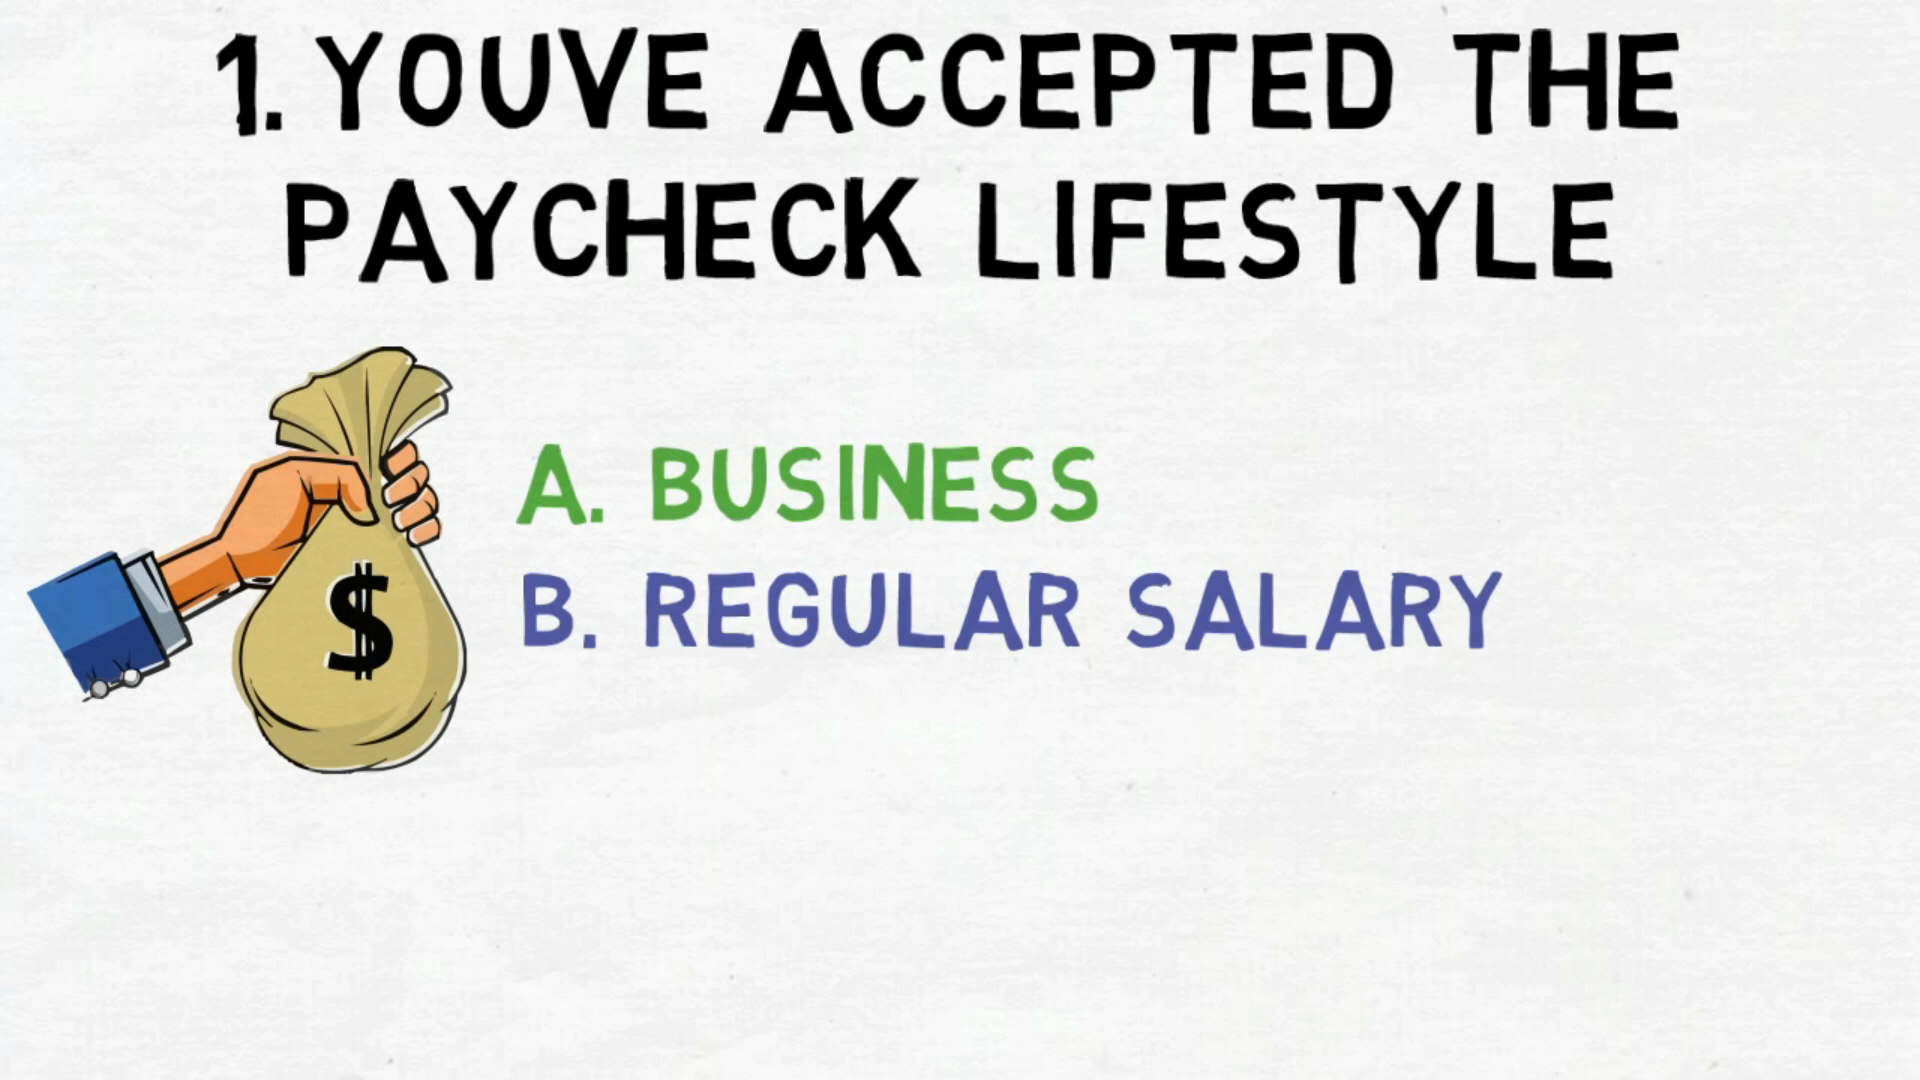 1. YOUVE ACCEPTED THE
PAYCHECK LIFESTYLE
$
A. BUSINESS
B. REGULAR SALARY